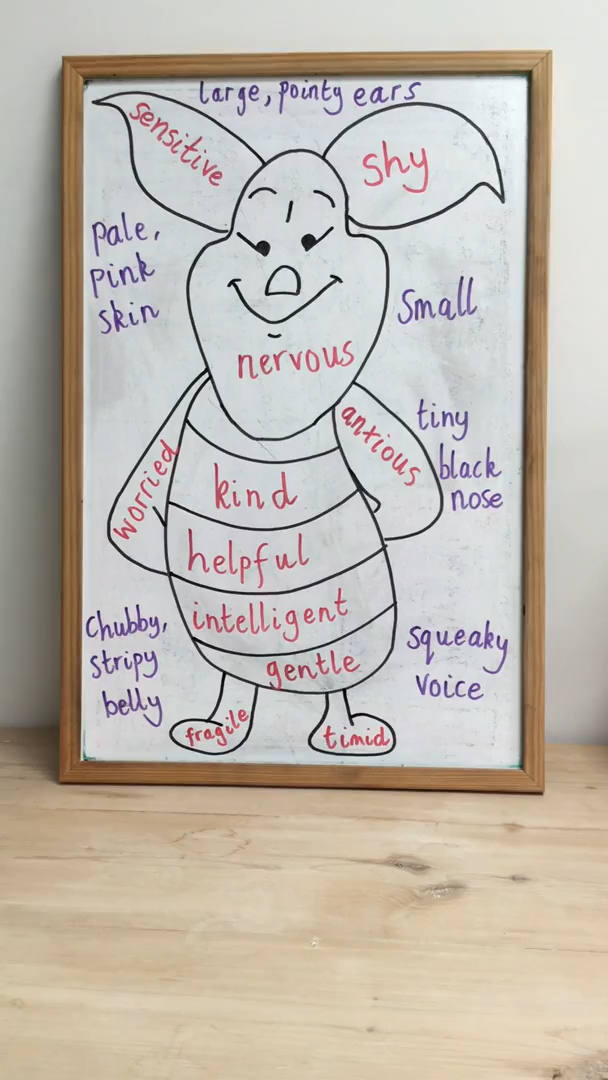 large, pointy ears
sensitive
shy
pale,
pink
skin
Small
nervous
tiny
black
nose
anxious
worried
kind
helpful
intelligent
gentle
Chubby,
stripy
belly
squeaky
voice
fragile
timid